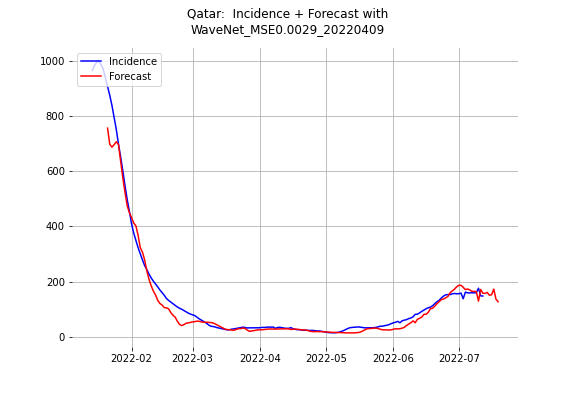 Qatar:  Incidence + Forecast with
WaveNet_MSE0.0029_20220409
Incidence
Forecast
1000
800
600
400
200
0
2022-02 2022-03 2022-04 2022-05 2022-06 2022-07